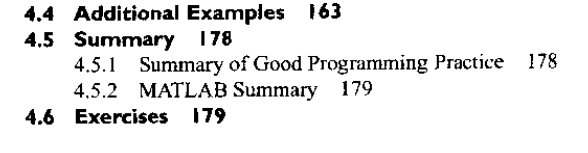 4.4 Additional Examples 163
4.5 Summary 178
4.5.1 Summary of Good Programming Practice 178
4.5.2 MATLAB Summary 179
4.6 Exercises 179